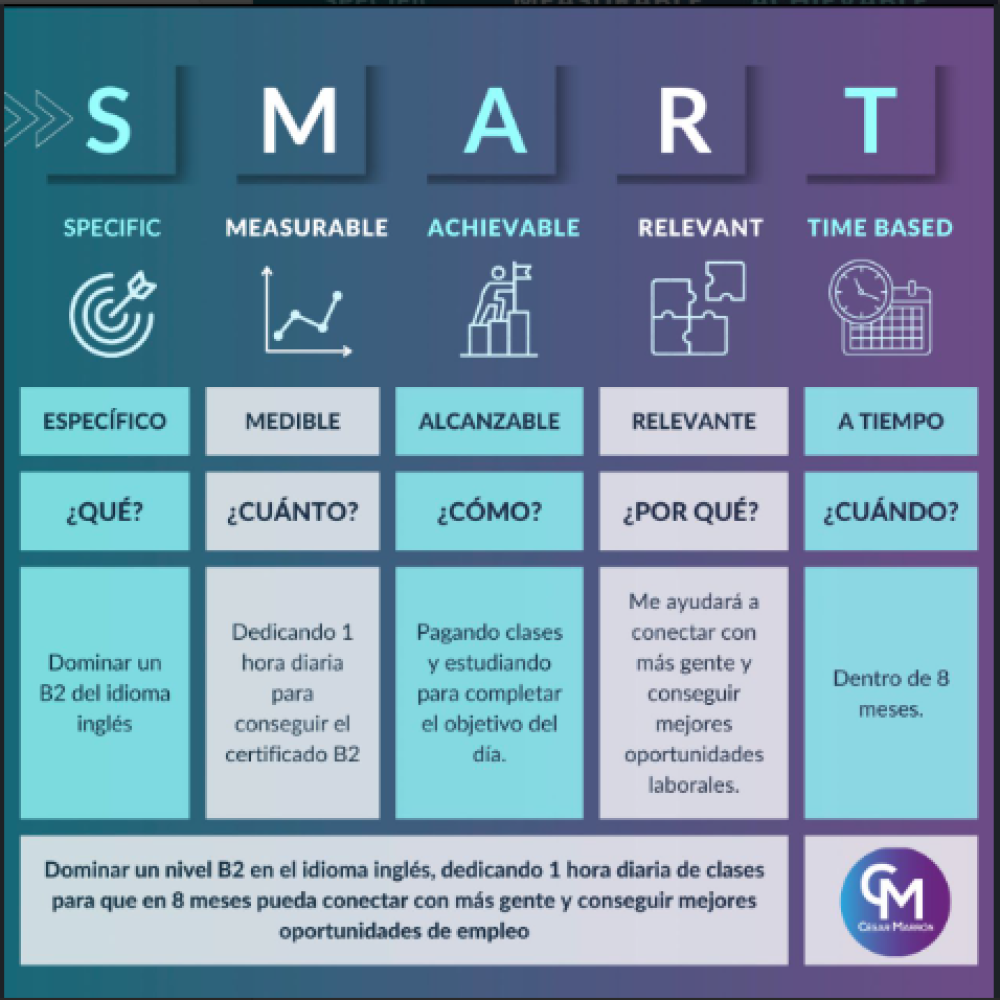 S M A R T
SPECIFIC MEASURABLE ACHIEVABLE RELEVANT TIME BASED
ESPECÍFICO MEDIBLE ALCANZABLE RELEVANTE A TIEMPO
¿QUÉ? ¿CUÁNTO? ¿CÓMO? ¿POR QUÉ? ¿CUÁNDO?
Dominar un
B2 del idioma
inglés
Dedicando 1
hora diaria
para
conseguir el
certificado B2
Pagando clases
y estudiando
para completar
el objetivo del
día.
Me ayudará a
conectar con
más gente y
conseguir
mejores
oportunidades
laborales.
Dentro de 8
meses.
Dominar un nivel B2 en el idioma inglés, dedicando 1 hora diaria de clases
para que en 8 meses pueda conectar con más gente y conseguir mejores
oportunidades de empleo
CM